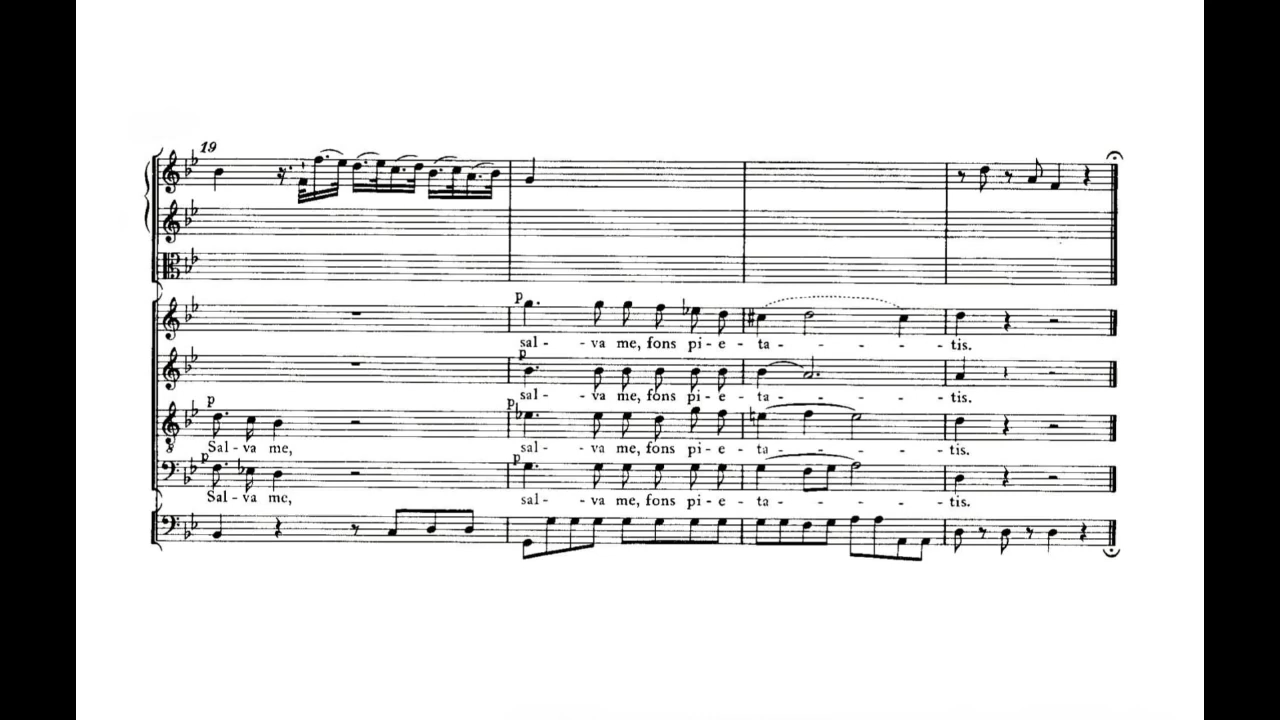 19
p
sal - - va me, fons pi - e - ta - - - - - tis.
p
sal - - va me, fons pi - e - ta - - - - - tis.
p p
Sal - va me, sal - - va me, fons pi - e - ta - - - - - tis.
p p
Sal - va me, sal - - va me, fons pi - e - ta - - - - - tis.